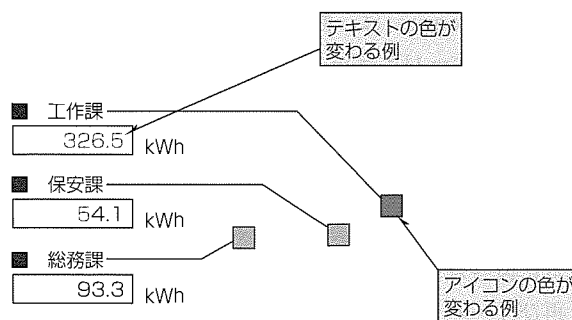 テキストの色が
変わる例
工作課
326.5 kWh
保安課
54.1 kWh
総務課
93.3 kWh
アイコンの色が
変わる例